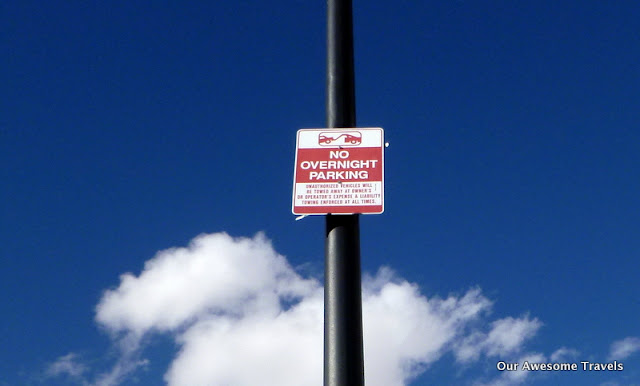 NO
OVERNIGHT
PARKING
UNAUTHORIZED VEHICLES WILL
BE TOWED AWAY AT OWNER'S
OR OPERATOR'S EXPENSE & LIABILITY
TOWING ENFORCED AT ALL TIMES.
Our Awesome Travels